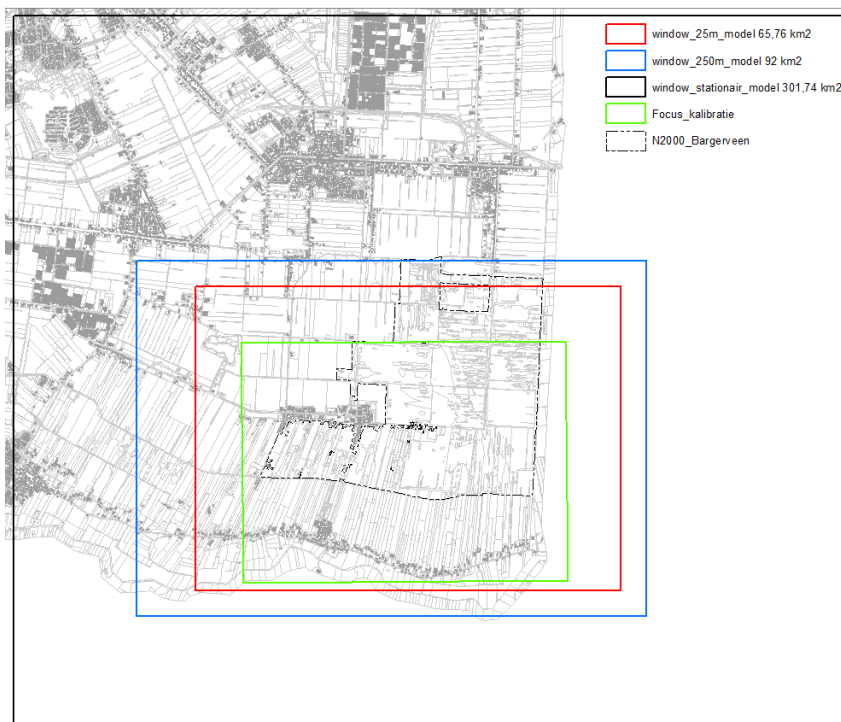 window_25m_model 65,76 km2
window_250m_model 92 km2
window_stationair_model 301,74 km2
Focus_kalibratie
N2000_Bargerveen